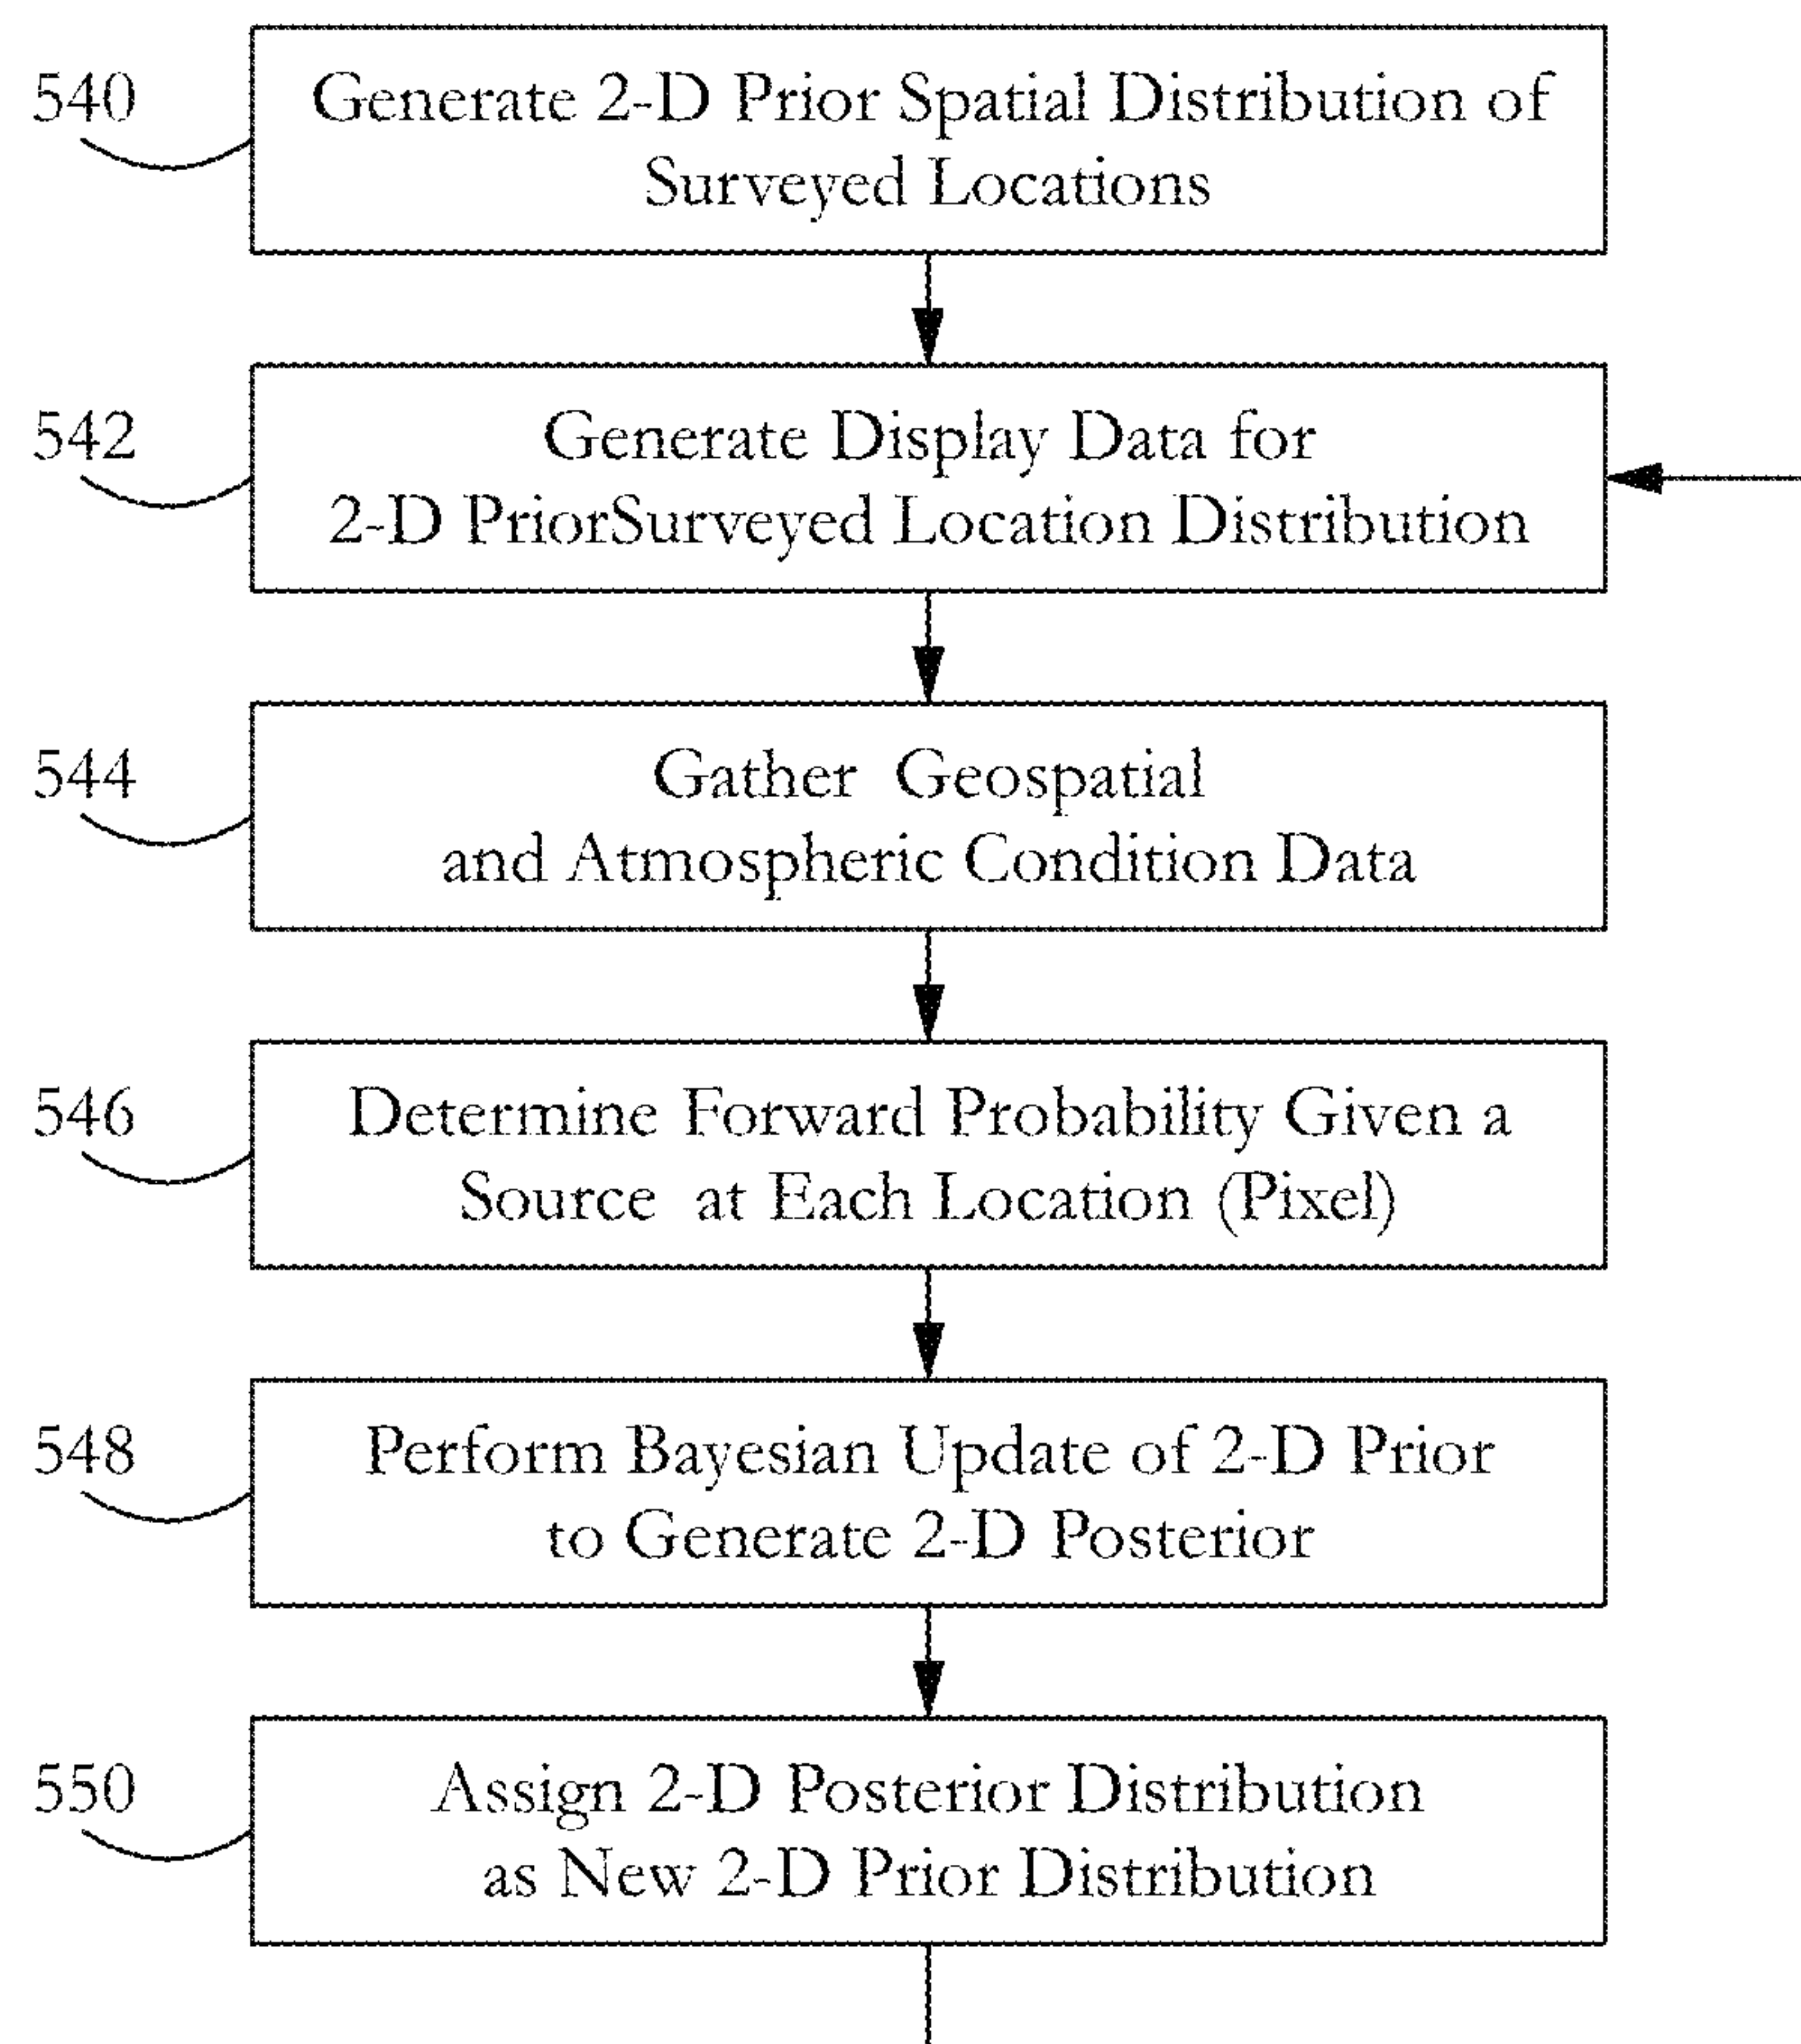 540
Generate 2-D Prior Spatial Distribution of
Surveyed Locations
542
Generate Display Data for
2-D PriorSurveyed Location Distribution
544
Gather Geospatial
and Atmospheric Condition Data
546
Determine Forward Probability Given a
Source at Each Location (Pixel)
548
Perform Bayesian Update of 2-D Prior
to Generate 2-D Posterior
550
Assign 2-D Posterior Distribution
as New 2-D Prior Distribution